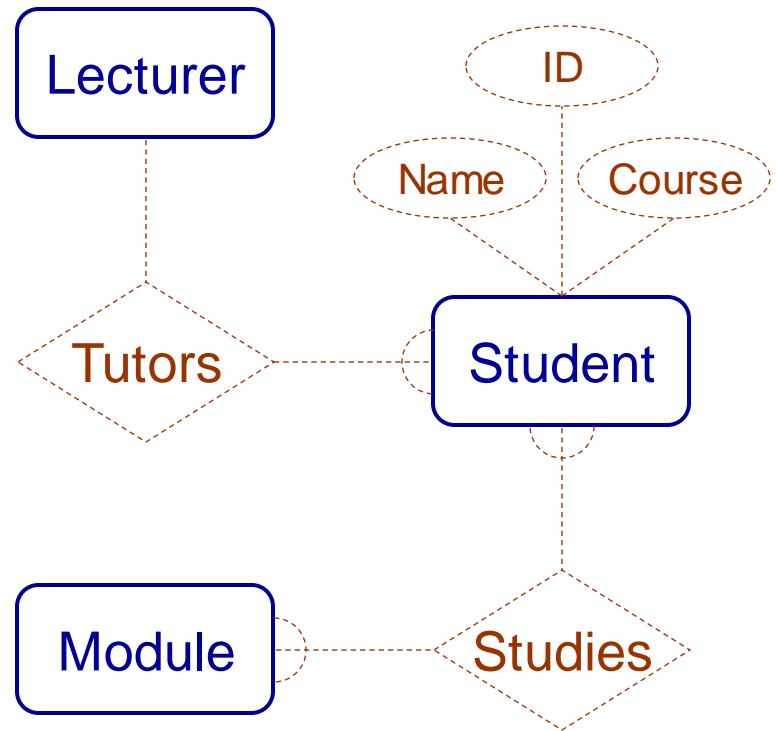 Lecturer
ID
Name
Course
Tutors
Student
Module
Studies